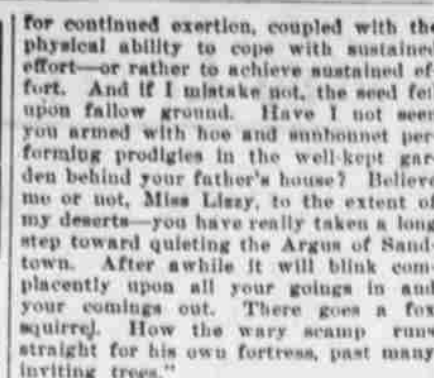 for continued exertion, coupled with the
physical ability to cope with sustained
effort—or rather to achieve sustained ef
fort. And if I mistake not, the seed fel
upon fallow ground. Have I not seen
you armed with hoe and sunbonnet per
forming prodigies in the well-kept gar
den behind your father's house? Believe
me or not, Miss Lizzy, to the extent of
my deserts—you have really taken a long
step toward quieting the Argus of Sand-
town. After awhile it will blink com-
placently upon all your goings in and
your comings out. There goes a fox
squirrel. How the wary scamp runs
straight for his own fortress, past many
inviting trees."